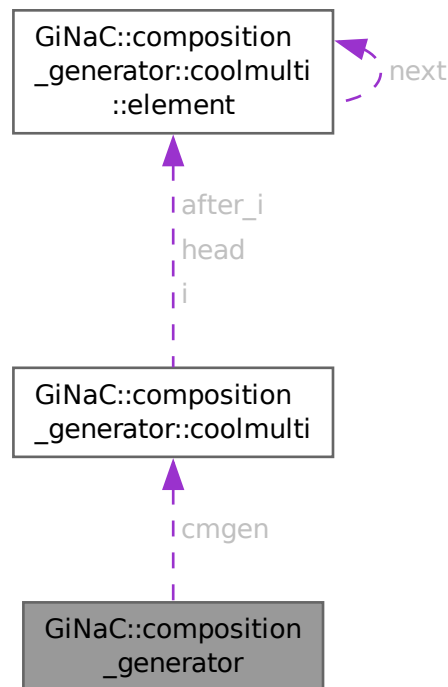 GiNaC::composition
_generator::coolmulti
::element
next
after_i
head
i
GiNaC::composition
_generator::coolmulti
cmgen
GiNaC::composition
_generator